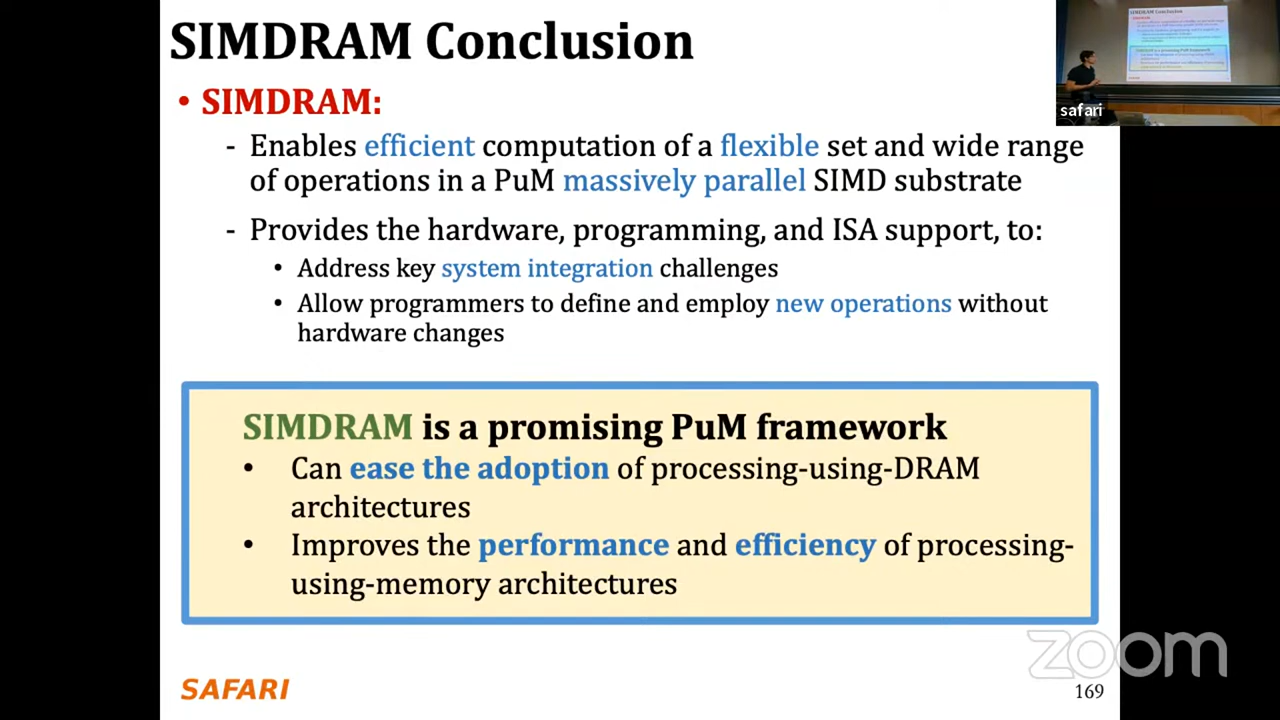 SIMDRAM Conclusion
• SIMDRAM:
- Enables efficient computation of a flexible set and wide range
of operations in a PuM massively parallel SIMD substrate
- Provides the hardware, programming, and ISA support, to:
• Address key system integration challenges
• Allow programmers to define and employ new operations without
hardware changes
SIMDRAM is a promising PuM framework
• Can ease the adoption of processing-using-DRAM
architectures
• Improves the performance and efficiency of processing-
using-memory architectures
SAFARI
169
safari
SIMDRAM Conclusion
zoom